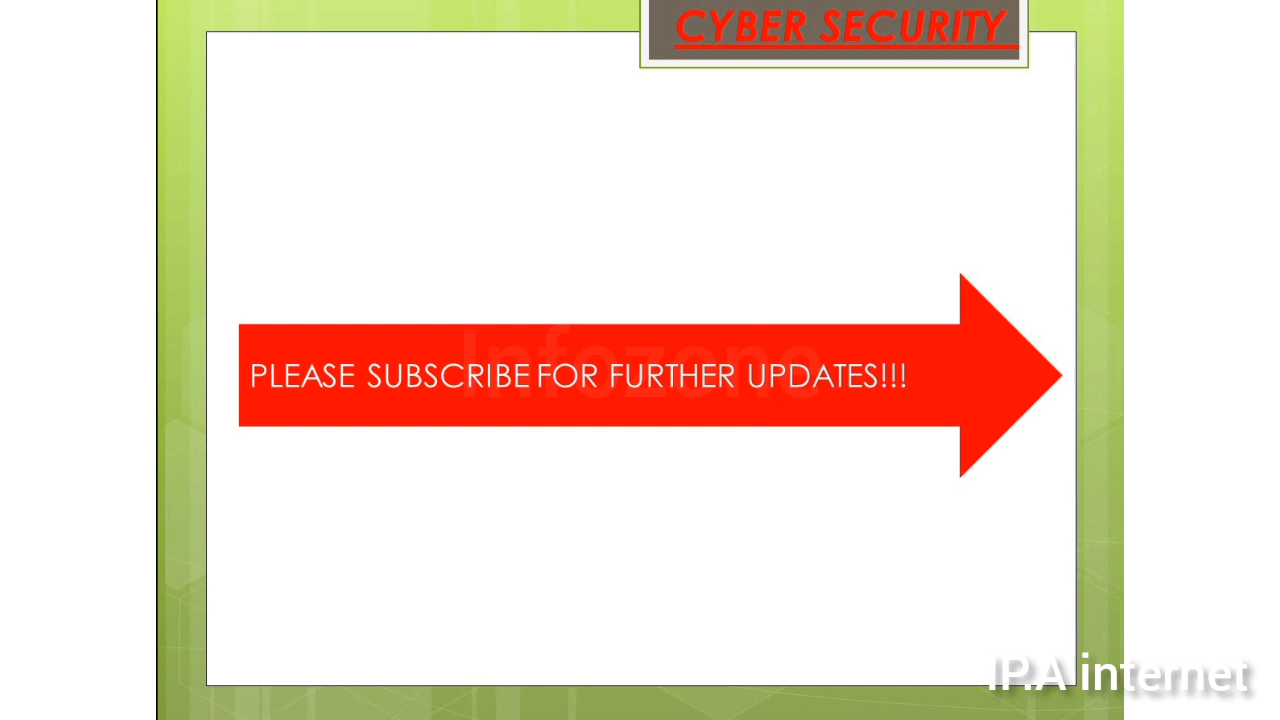 CYBER SECURITY
Infozone
PLEASE SUBSCRIBE FOR FURTHER UPDATES!!!
IP.A internet